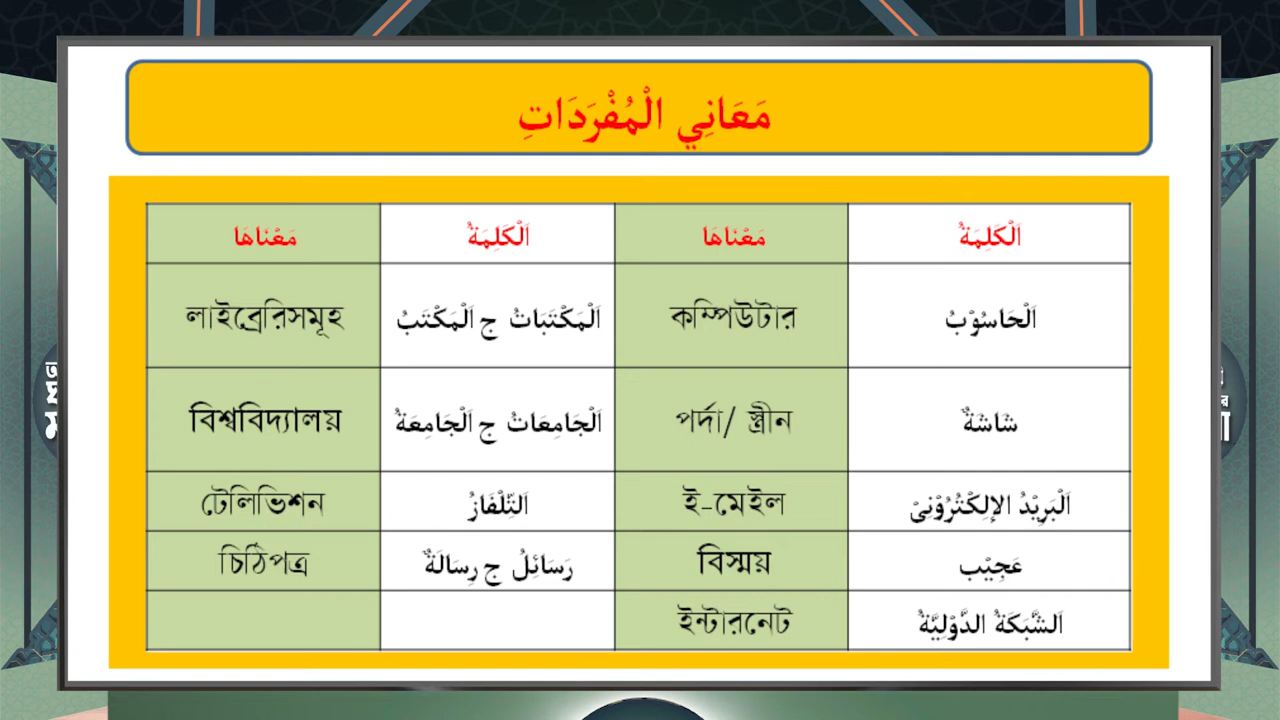 مَعَانِي الْمُفْرَدَاتِ
اَلْكَلِمَةُ مَعْنَاهَا اَلْكَلِمَةُ مَعْنَاهَا
اَلْحَاسُوْبُ কম্পিউটার اَلْمَكْتَبَاتُ ج اَلْمَكْتَبُ লাইব্রেরিসমূহ
شَاشَةٌ পর্দা/ স্ক্রীন اَلْجَامِعَاتُ ج اَلْجَامِعَةُ বিশ্ববিদ্যালয়
اَلْبَرِيْدُ الإِلِكْتُرُوْنِىْ ই-মেইল اَلتِّلْفَازُ টেলিভিশন
عَجِيْب বিস্ময় رَسَائِلُ ج رِسَالَةٌ চিঠিপত্র
اَلشَّبَكَةُ الدَّوْلِيَّةُ ইন্টারনেট